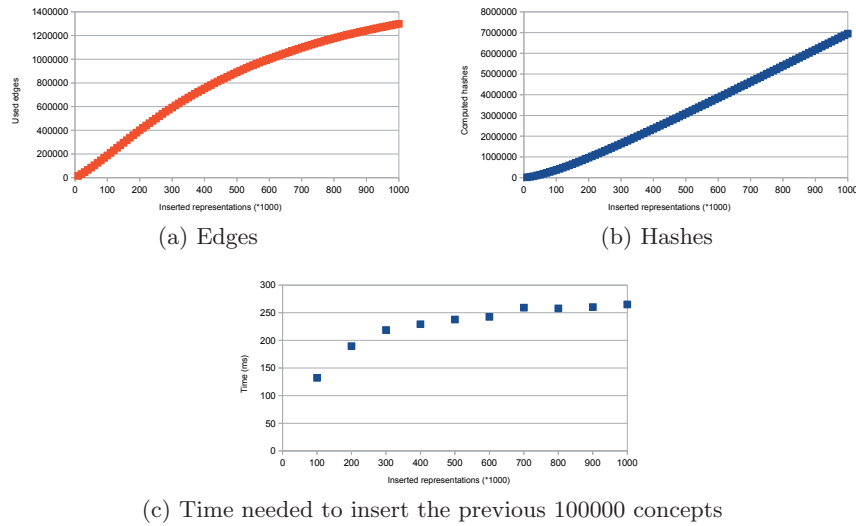 1400000
1200000
1000000
800000
600000
400000
200000
0
Used edges
0 100 200 300 400 500 600 700 800 900 1000
Inserted representations (*1000)
(a) Edges
8000000
7000000
6000000
5000000
4000000
3000000
2000000
1000000
0
Computed hashes
0 100 200 300 400 500 600 700 800 900 1000
Inserted representations (*1000)
(b) Hashes
300
250
200
150
100
50
0
Time (ms)
0 100 200 300 400 500 600 700 800 900 1000
Inserted representations (*1000)
(c) Time needed to insert the previous 100000 concepts